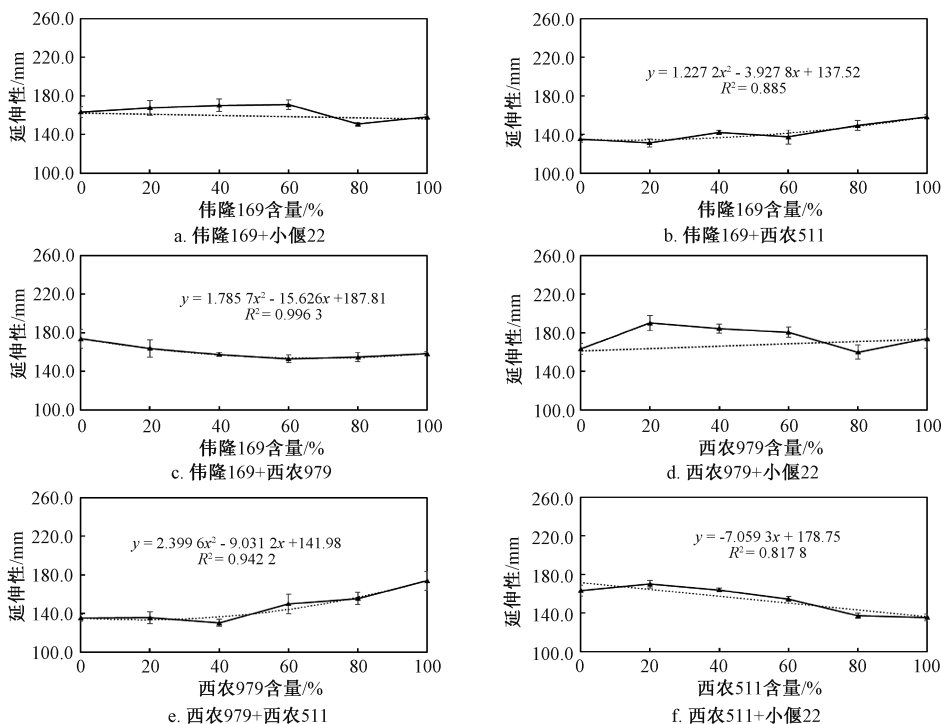 260.0
220.0
180.0
140.0
100.0
延伸性/mm
0 20 40 60 80 100
伟隆169含量/%
a. 伟隆169+小偃22
260.0
220.0
180.0
140.0
100.0
延伸性/mm
y = 1.227 2x² - 3.927 8x + 137.52
R² = 0.885
0 20 40 60 80 100
伟隆169含量/%
b. 伟隆169+西农511
260.0
220.0
180.0
140.0
100.0
延伸性/mm
y = 1.785 7x² - 15.626x +187.81
R² = 0.996 3
0 20 40 60 80 100
伟隆169含量/%
c. 伟隆169+西农979
260.0
220.0
180.0
140.0
100.0
延伸性/mm
0 20 40 60 80 100
西农979含量/%
d. 西农979+小偃22
260.0
220.0
180.0
140.0
100.0
延伸性/mm
y = 2.399 6x² - 9.031 2x +141.98
R² = 0.942 2
0 20 40 60 80 100
西农979含量/%
e. 西农979+西农511
260.0
220.0
180.0
140.0
100.0
延伸性/mm
y = -7.059 3x + 178.75
R² = 0.817 8
0 20 40 60 80 100
西农511含量/%
f. 西农511+小偃22